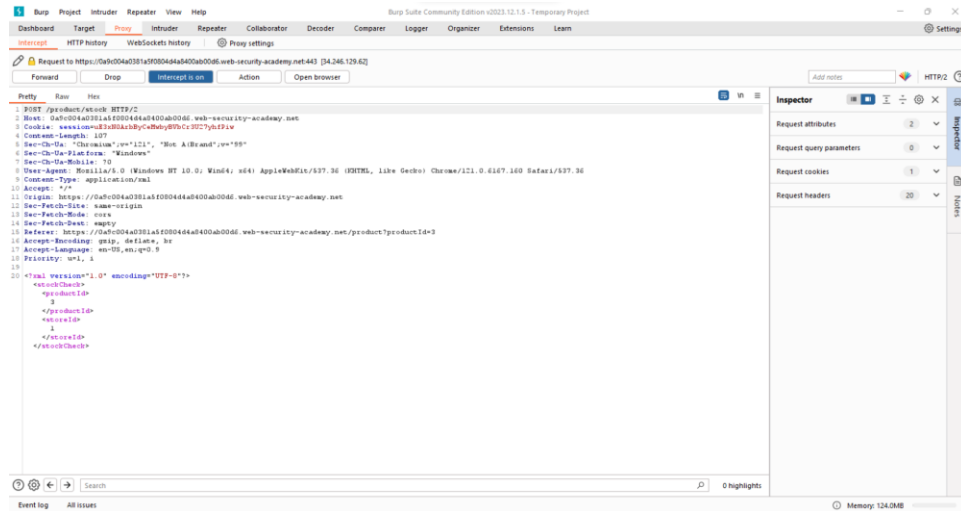 Burp Project Intruder Repeater View Help
Burp Suite Community Edition v2023.12.1.5 - Temporary Project
Dashboard Target Proxy Intruder Repeater Collaborator Decoder Comparer Logger Organizer Extensions Learn
Settings
Intercept HTTP history WebSockets history Proxy settings
Request to https://0a9c004a0381a5f0804d4a8400ab00d6.web-security-academy.net:443 [34.246.129.62]
Forward Drop Intercept is on Action Open browser
Add notes
HTTP/2
Pretty Raw Hex
Inspector
1 POST /product/stock HTTP/2
2 Host: 0a9c004a0381a5f0804d4a8400ab00d6.web-security-academy.net
3 Cookie:
4 Content-Length: 107
5 Sec-Ch-Ua: "Chromium";v="121", "Not A(Brand";v="99"
6 Sec-Ch-Ua-Platform: "Windows"
7 Sec-Ch-Ua-Mobile: ?0
8 User-Agent: Mozilla/5.0 (Windows NT 10.0; Win64; x64) AppleWebKit/537.36 (KHTML, like Gecko) Chrome/121.0.6167.160 Safari/537.36
9 Content-Type: application/xml
10 Accept: */*
11 Origin: https://0a9c004a0381a5f0804d4a8400ab00d6.web-security-academy.net
12 Sec-Fetch-Site: same-origin
13 Sec-Fetch-Mode: cors
14 Sec-Fetch-Dest: empty
15 Referer: https://0a9c004a0381a5f0804d4a8400ab00d6.web-security-academy.net/product?productId=3
16 Accept-Encoding: gzip, deflate, br
17 Accept-Language: en-US,en;q=0.9
18 Priority: u=1, i
19
20 <?xml version="1.0" encoding="UTF-8"?>
<stockCheck>
<productId>
3
</productId>
<storeId>
1
</storeId>
</stockCheck>
Request attributes 2
Request query parameters 0
Request cookies 1
Request headers 20
Inspector
Notes
Search
0 highlights
Event log All issues
Memory: 124.0MB